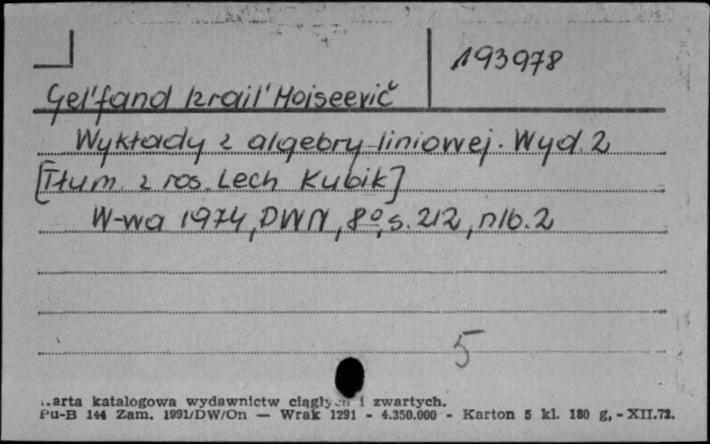 193978
Gel'fand Izrail' Moiseevič
Wykłady z algebry liniowej. Wyd. 2
[Tłum. z ros. Lech Kubik]
W-wa 1974, PWN, 8º, s. 212, nlb. 2
5
Karta katalogowa wydawnictw ciągłych i zwartych.
Pu-B 144 Zam. 1991/DW/On — Wrak 1291 - 4.350.000 - Karton 5 kl. 180 g, - XII.72.